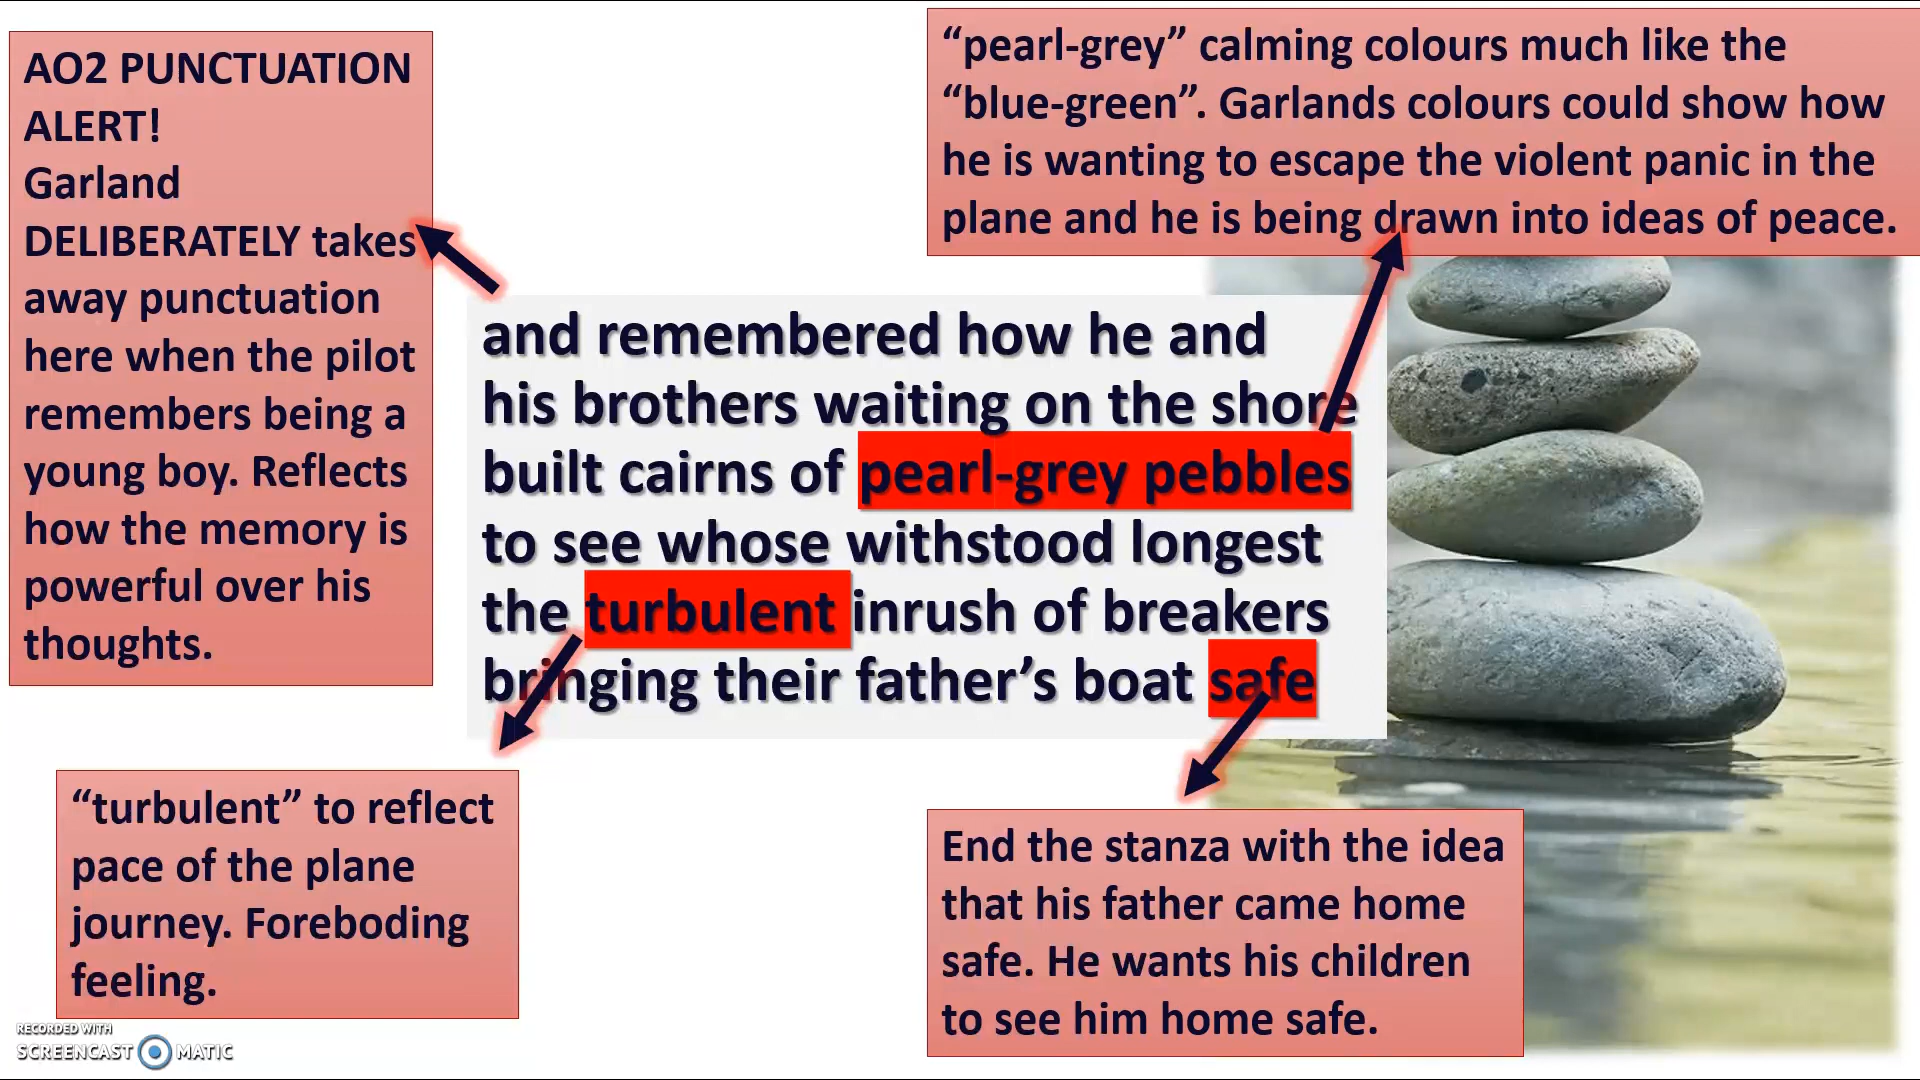 AO2 PUNCTUATION
ALERT!
Garland
DELIBERATELY takes
away punctuation
here when the pilot
remembers being a
young boy. Reflects
how the memory is
powerful over his
thoughts.
“pearl-grey” calming colours much like the
“blue-green”. Garlands colours could show how
he is wanting to escape the violent panic in the
plane and he is being drawn into ideas of peace.
and remembered how he and
his brothers waiting on the shore
built cairns of pearl-grey pebbles
to see whose withstood longest
the turbulent inrush of breakers
bringing their father’s boat safe
“turbulent” to reflect
pace of the plane
journey. Foreboding
feeling.
End the stanza with the idea
that his father came home
safe. He wants his children
to see him home safe.
RECORDED WITH
SCREENCAST MATIC